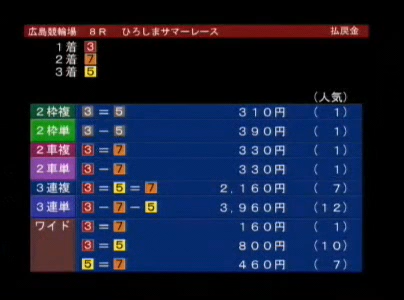 広島競輪場 8R ひろしまサマーレース 払戻金
1着 3
2着 7
3着 5
(人気)
2枠複 3=5 310円 ( 1)
2枠単 3-5 390円 ( 1)
2車複 3=7 330円 ( 1)
2車単 3-7 330円 ( 1)
3連複 3=5=7 2,160円 ( 7)
3連単 3-7-5 3,960円 (12)
ワイド 3=7 160円 ( 1)
3=5 800円 (10)
5=7 460円 ( 7)